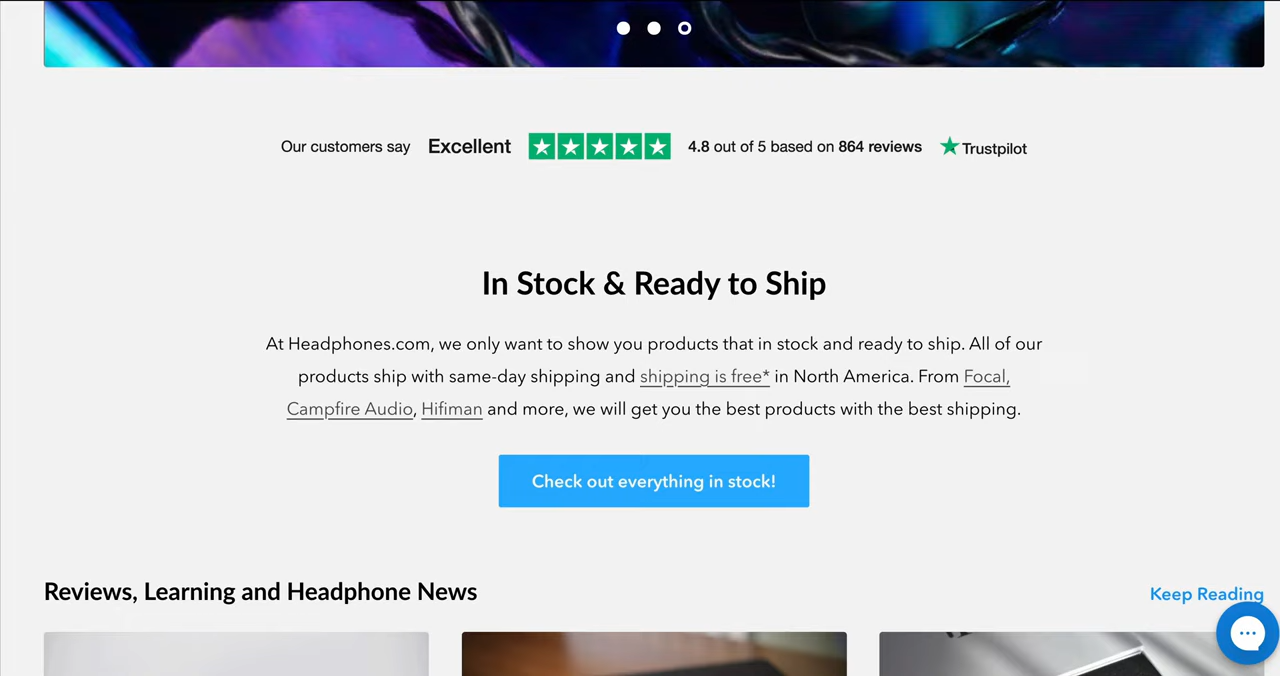 Our customers say Excellent 4.8 out of 5 based on 864 reviews Trustpilot
In Stock & Ready to Ship
At Headphones.com, we only want to show you products that in stock and ready to ship. All of our
products ship with same-day shipping and shipping is free* in North America. From Focal,
Campfire Audio, Hifiman and more, we will get you the best products with the best shipping.
Check out everything in stock!
Reviews, Learning and Headphone News
Keep Reading